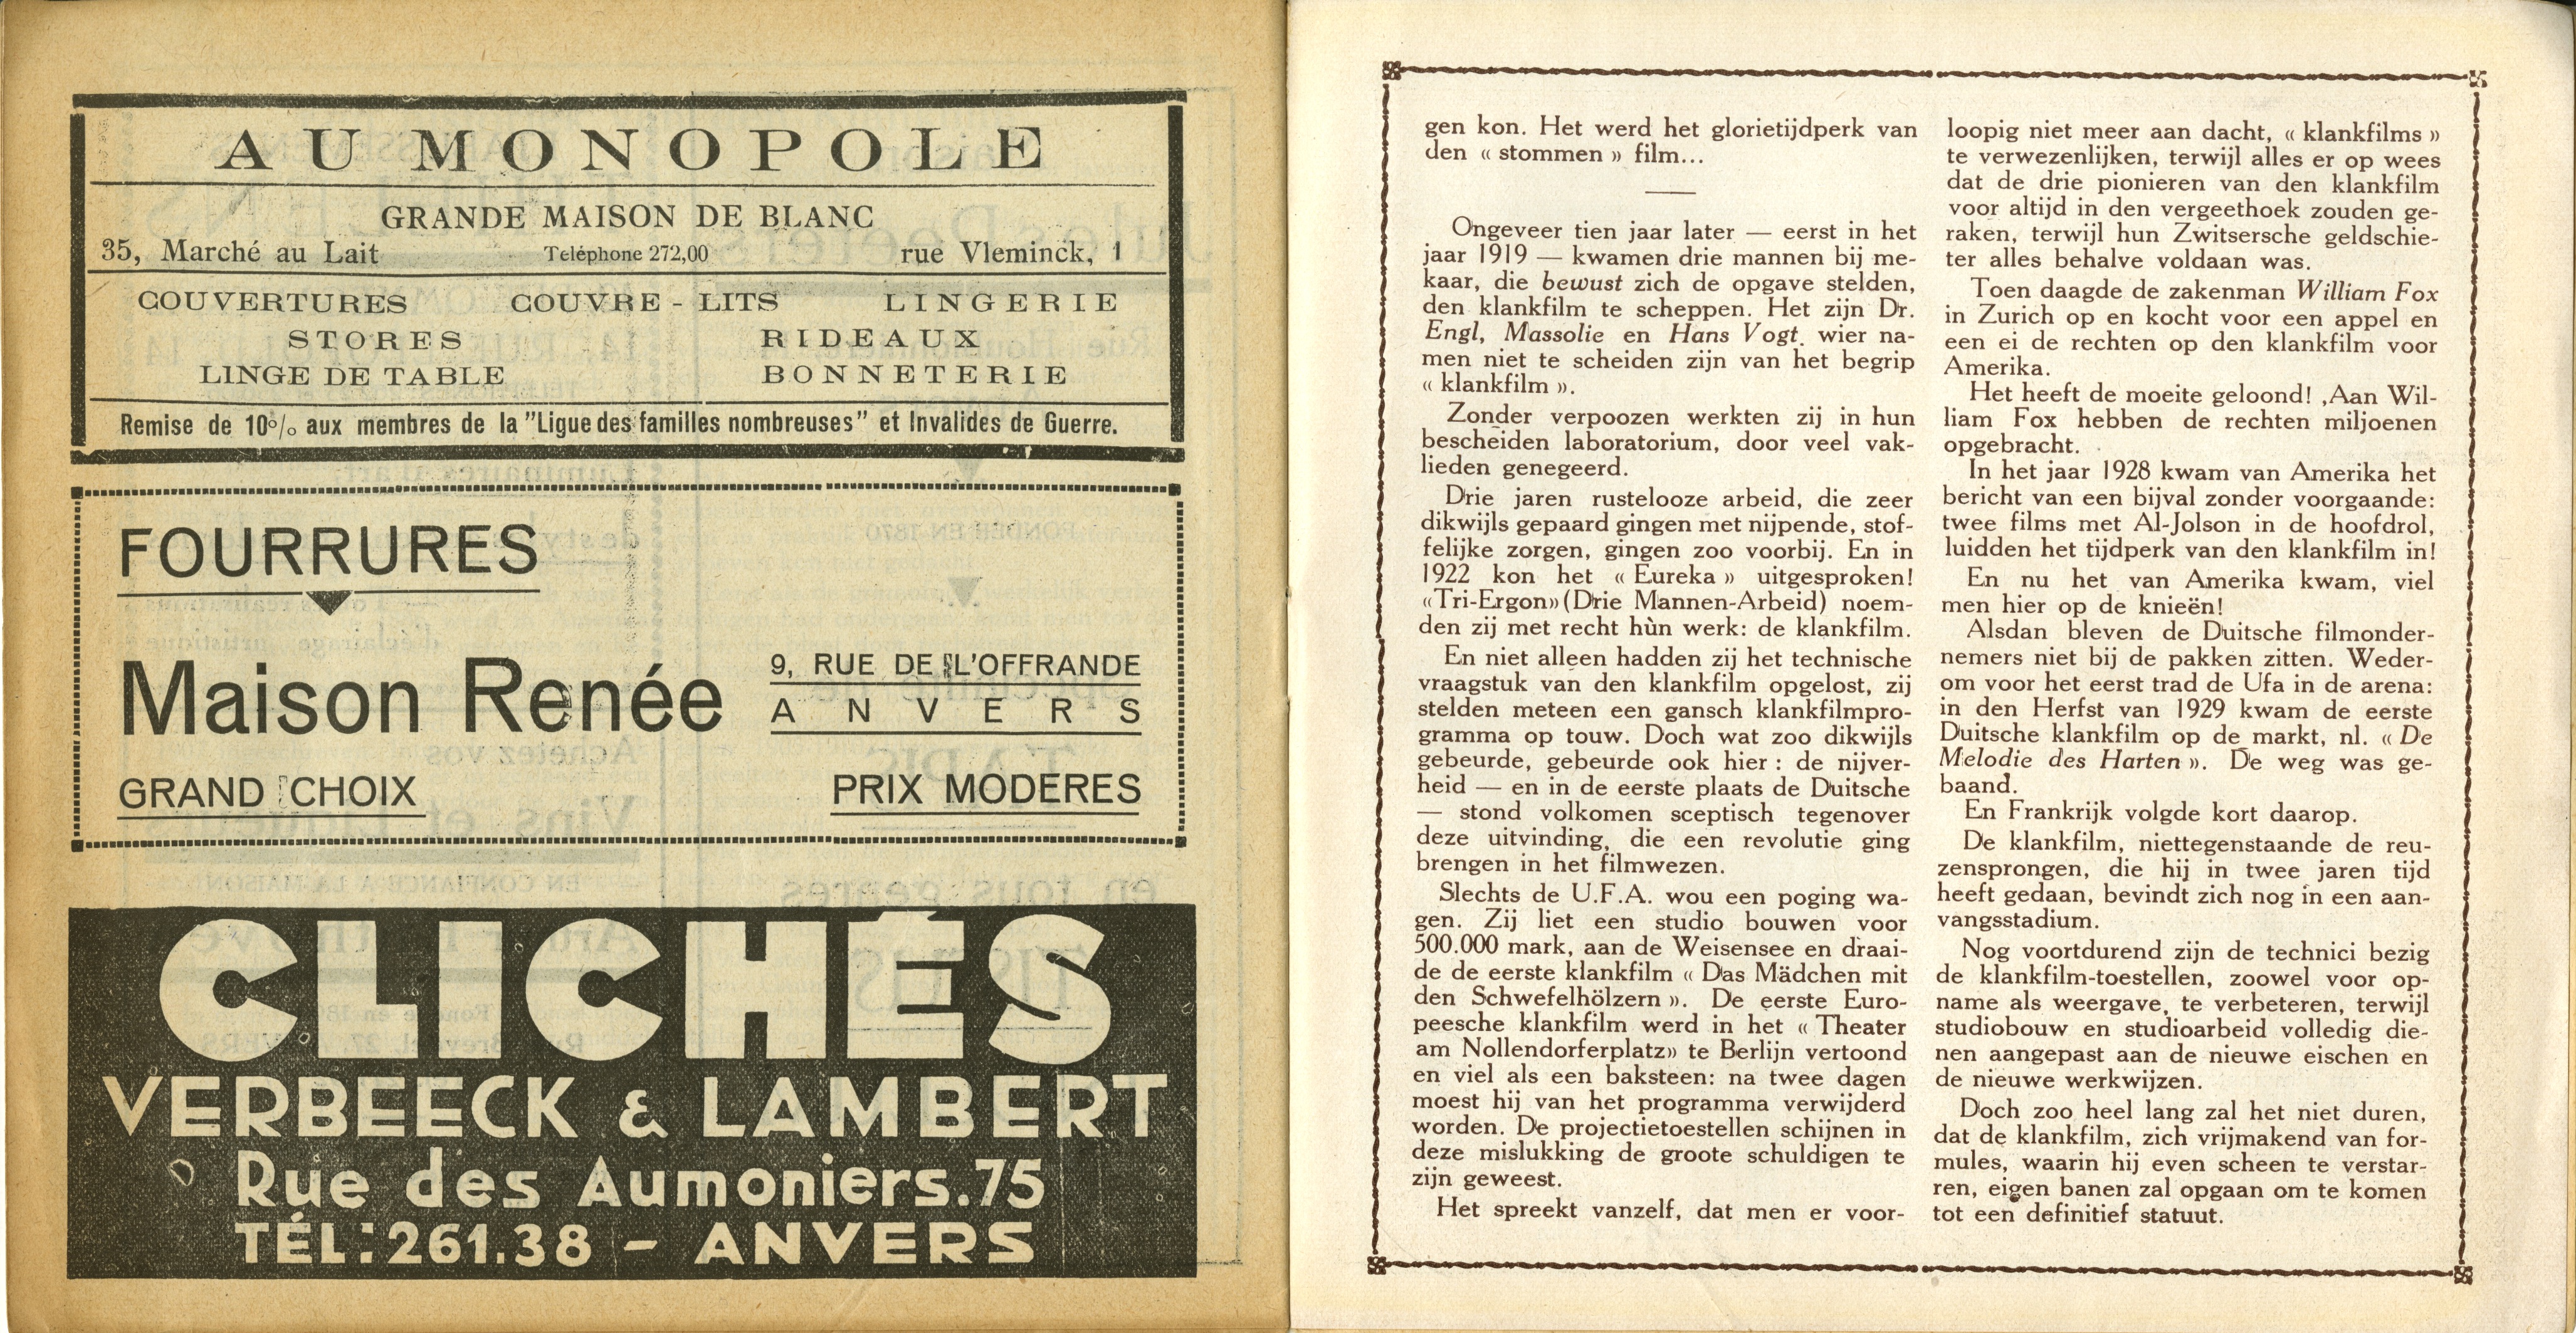 AU MONOPOLE
GRANDE MAISON DE BLANC
35, Marché au Lait Teléphone 272,00 rue Vleminck, 1
COUVERTURES COUVRE - LITS LINGERIE
STORES RIDEAUX
LINGE DE TABLE BONNETERIE
Remise de 10% aux membres de la "Ligue des familles nombreuses" et Invalides de Guerre.
FOURRURES
Maison Renée
9, RUE DE L'OFFRANDE
ANVERS
GRAND CHOIX PRIX MODERES
CLICHÉS
VERBEECK & LAMBERT
Rue des Aumoniers.75
TÉL: 261.38 - ANVERS
gen kon. Het werd het glorietijdperk van
den « stommen » film...
Ongeveer tien jaar later — eerst in het
jaar 1919 — kwamen drie mannen bij me-
kaar, die bewust zich de opgave stelden,
den klankfilm te scheppen. Het zijn Dr.
Engl, Massolie en Hans Vogt, wier na-
men niet te scheiden zijn van het begrip
« klankfilm ».
Zonder verpoozen werkten zij in hun
bescheiden laboratorium, door veel vak-
lieden genegeerd.
Drie jaren rustelooze arbeid, die zeer
dikwijls gepaard gingen met nijpende, stof-
felijke zorgen, gingen zoo voorbij. En in
1922 kon het « Eureka » uitgesproken!
«Tri-Ergon» (Drie Mannen-Arbeid) noem-
den zij met recht hùn werk: de klankfilm.
En niet alleen hadden zij het technische
vraagstuk van den klankfilm opgelost, zij
stelden meteen een gansch klankfilmpro-
gramma op touw. Doch wat zoo dikwijls
gebeurde, gebeurde ook hier : de nijver-
heid — en in de eerste plaats de Duitsche
— stond volkomen sceptisch tegenover
deze uitvinding, die een revolutie ging
brengen in het filmwezen.
Slechts de U.F.A. wou een poging wa-
gen. Zij liet een studio bouwen voor
500.000 mark, aan de Weisensee en draai-
de de eerste klankfilm « Das Mädchen mit
den Schwefelhölzern ». De eerste Euro-
peesche klankfilm werd in het « Theater
am Nollendorferplatz» te Berlijn vertoond
en viel als een baksteen: na twee dagen
moest hij van het programma verwijderd
worden. De projectietoestellen schijnen in
deze mislukking de groote schuldigen te
zijn geweest.
Het spreekt vanzelf, dat men er voor-
loopig niet meer aan dacht, « klankfilms »
te verwezenlijken, terwijl alles er op wees
dat de drie pionieren van den klankfilm
voor altijd in den vergeethoek zouden ge-
raken, terwijl hun Zwitsersche geldschie-
ter alles behalve voldaan was.
Toen daagde de zakenman William Fox
in Zurich op en kocht voor een appel en
een ei de rechten op den klankfilm voor
Amerika.
Het heeft de moeite geloond! ,Aan Wil-
liam Fox hebben de rechten miljoenen
opgebracht.
In het jaar 1928 kwam van Amerika het
bericht van een bijval zonder voorgaande:
twee films met Al-Jolson in de hoofdrol,
luidden het tijdperk van den klankfilm in!
En nu het van Amerika kwam, viel
men hier op de knieën!
Alsdan bleven de Duitsche filmonder-
nemers niet bij de pakken zitten. Weder-
om voor het eerst trad de Ufa in de arena:
in den Herfst van 1929 kwam de eerste
Duitsche klankfilm op de markt, nl. « De
Melodie des Harten ». De weg was ge-
baand.
En Frankrijk volgde kort daarop.
De klankfilm, niettegenstaande de reu-
zensprongen, die hij in twee jaren tijd
heeft gedaan, bevindt zich nog in een aan-
vangsstadium.
Nog voortdurend zijn de technici bezig
de klankfilm-toestellen, zoowel voor op-
name als weergave, te verbeteren, terwijl
studiobouw en studioarbeid volledig die-
nen aangepast aan de nieuwe eischen en
de nieuwe werkwijzen.
Doch zoo heel lang zal het niet duren,
dat de klankfilm, zich vrijmakend van for-
mules, waarin hij even scheen te verstar-
ren, eigen banen zal opgaan om te komen
tot een definitief statuut.